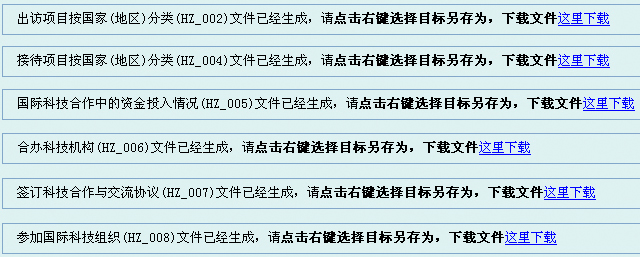 出访项目按国家(地区)分类(HZ_002)文件已经生成，请点击右键选择目标另存为，下载文件这里下载
接待项目按国家(地区)分类(HZ_004)文件已经生成，请点击右键选择目标另存为，下载文件这里下载
国际科技合作中的资金投入情况(HZ_005)文件已经生成，请点击右键选择目标另存为，下载文件这里下载
合办科技机构(HZ_006)文件已经生成，请点击右键选择目标另存为，下载文件这里下载
签订科技合作与交流协议(HZ_007)文件已经生成，请点击右键选择目标另存为，下载文件这里下载
参加国际科技组织(HZ_008)文件已经生成，请点击右键选择目标另存为，下载文件这里下载